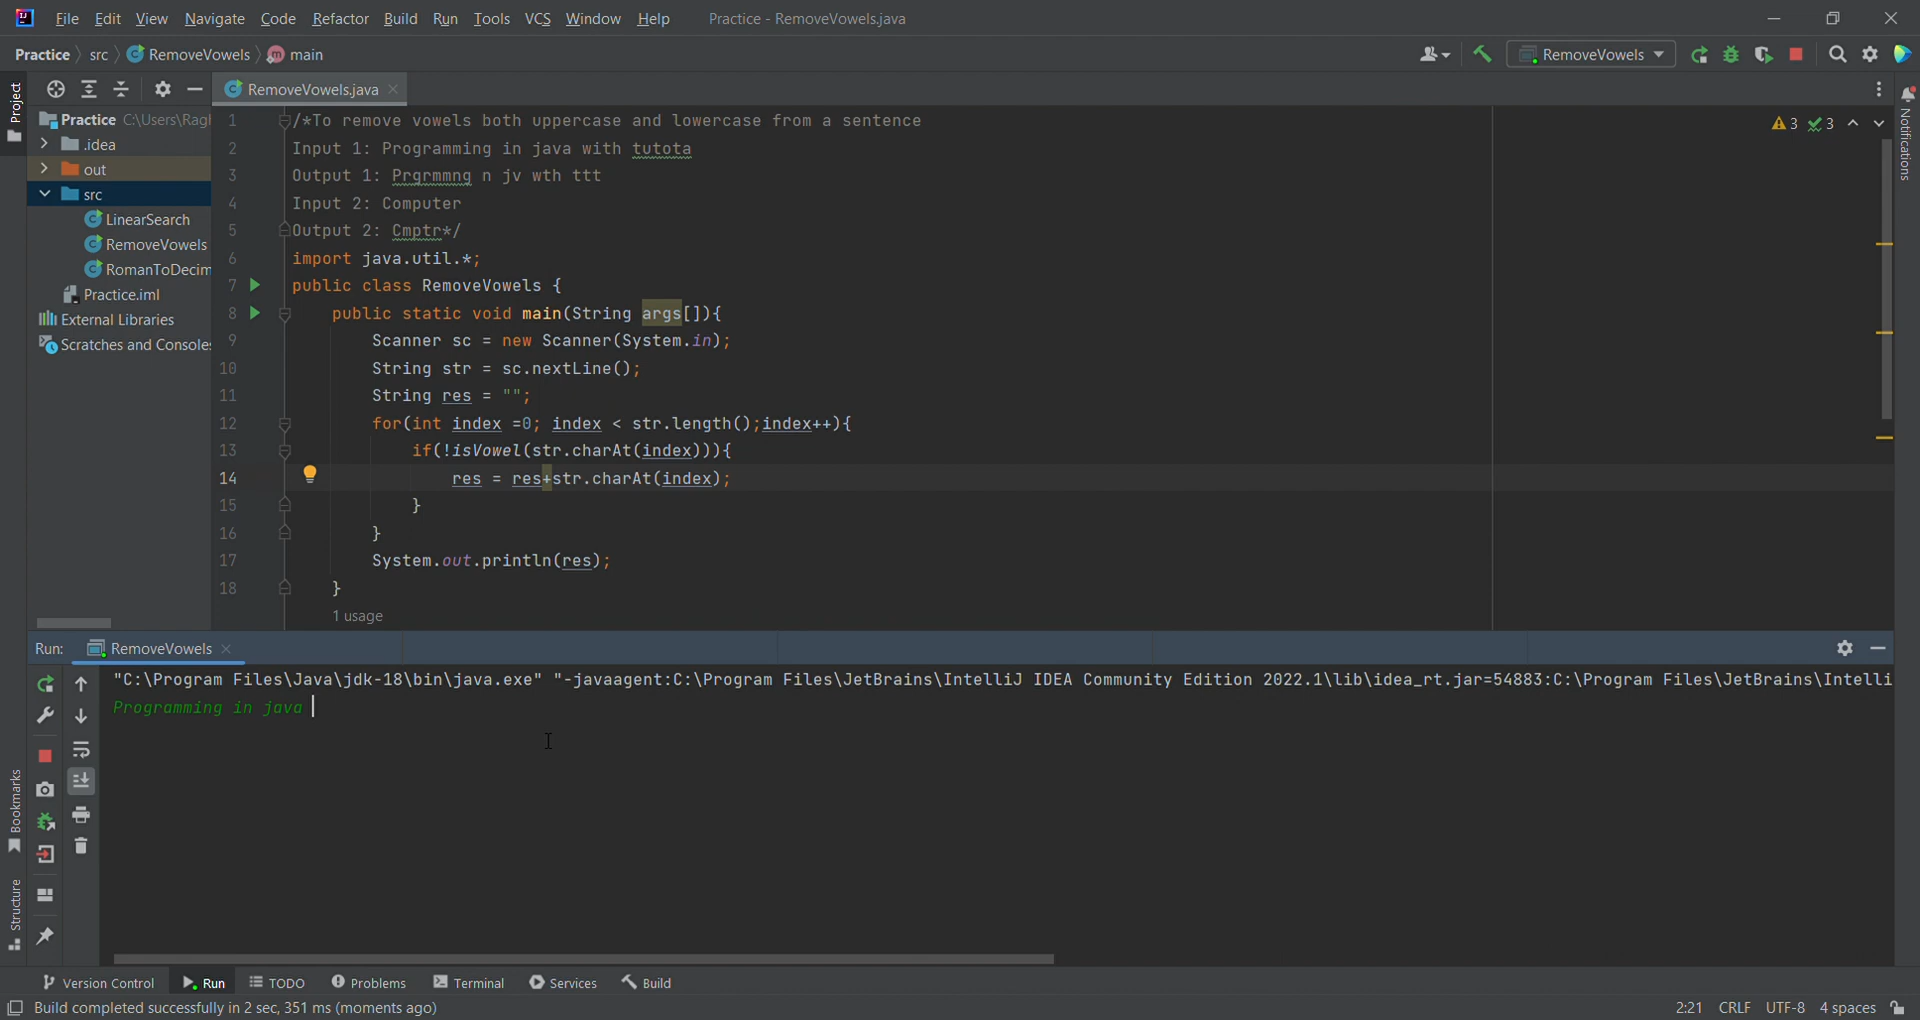 File Edit View Navigate Code Refactor Build Run Tools VCS Window Help Practice - RemoveVowels.java
Practice src RemoveVowels main RemoveVowels
Project
RemoveVowels.java
Notifications
Practice C:\Users\Ragh
.idea
out
src
LinearSearch
RemoveVowels
RomanToDecim
Practice.iml
External Libraries
Scratches and Consoles
3 3
1 /*To remove vowels both uppercase and lowercase from a sentence
2 Input 1: Programming in java with tutota
3 Output 1: Prgrmmng n jv wth ttt
4 Input 2: Computer
5 Output 2: Cmptr*/
6 import java.util.*;
7 public class RemoveVowels {
8 public static void main(String args[]){
9 Scanner sc = new Scanner(System.in);
10 String str = sc.nextLine();
11 String res = "";
12 for(int index =0; index < str.length();index++){
13 if(!isVowel(str.charAt(index))){
14 res = res+str.charAt(index);
15 }
16 }
17 System.out.println(res);
18 }
1 usage
Run: RemoveVowels
"C:\Program Files\Java\jdk-18\bin\java.exe" "-javaagent:C:\Program Files\JetBrains\IntelliJ IDEA Community Edition 2022.1\lib\idea_rt.jar=54883:C:\Program Files\JetBrains\Intelli
Programming in java
Bookmarks
Structure
Version Control Run TODO Problems Terminal Services Build
Build completed successfully in 2 sec, 351 ms (moments ago) 2:21 CRLF UTF-8 4 spaces